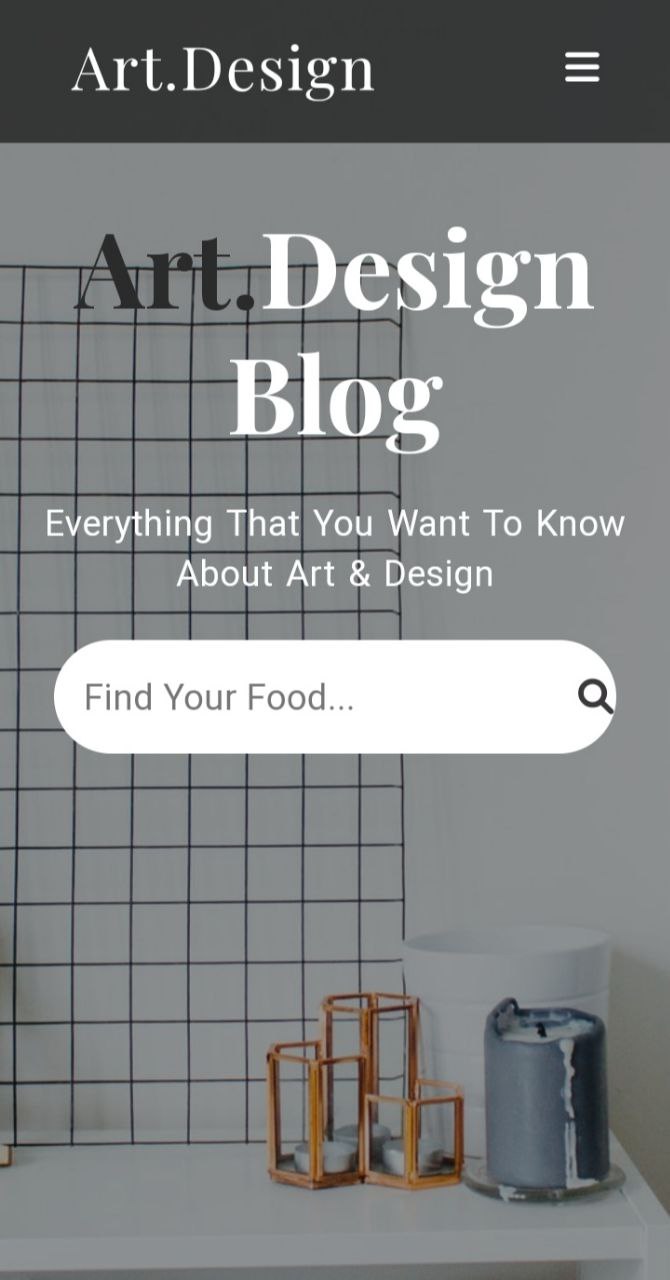 Art.Design
Art.Design
Blog
Everything That You Want To Know
About Art & Design
Find Your Food...